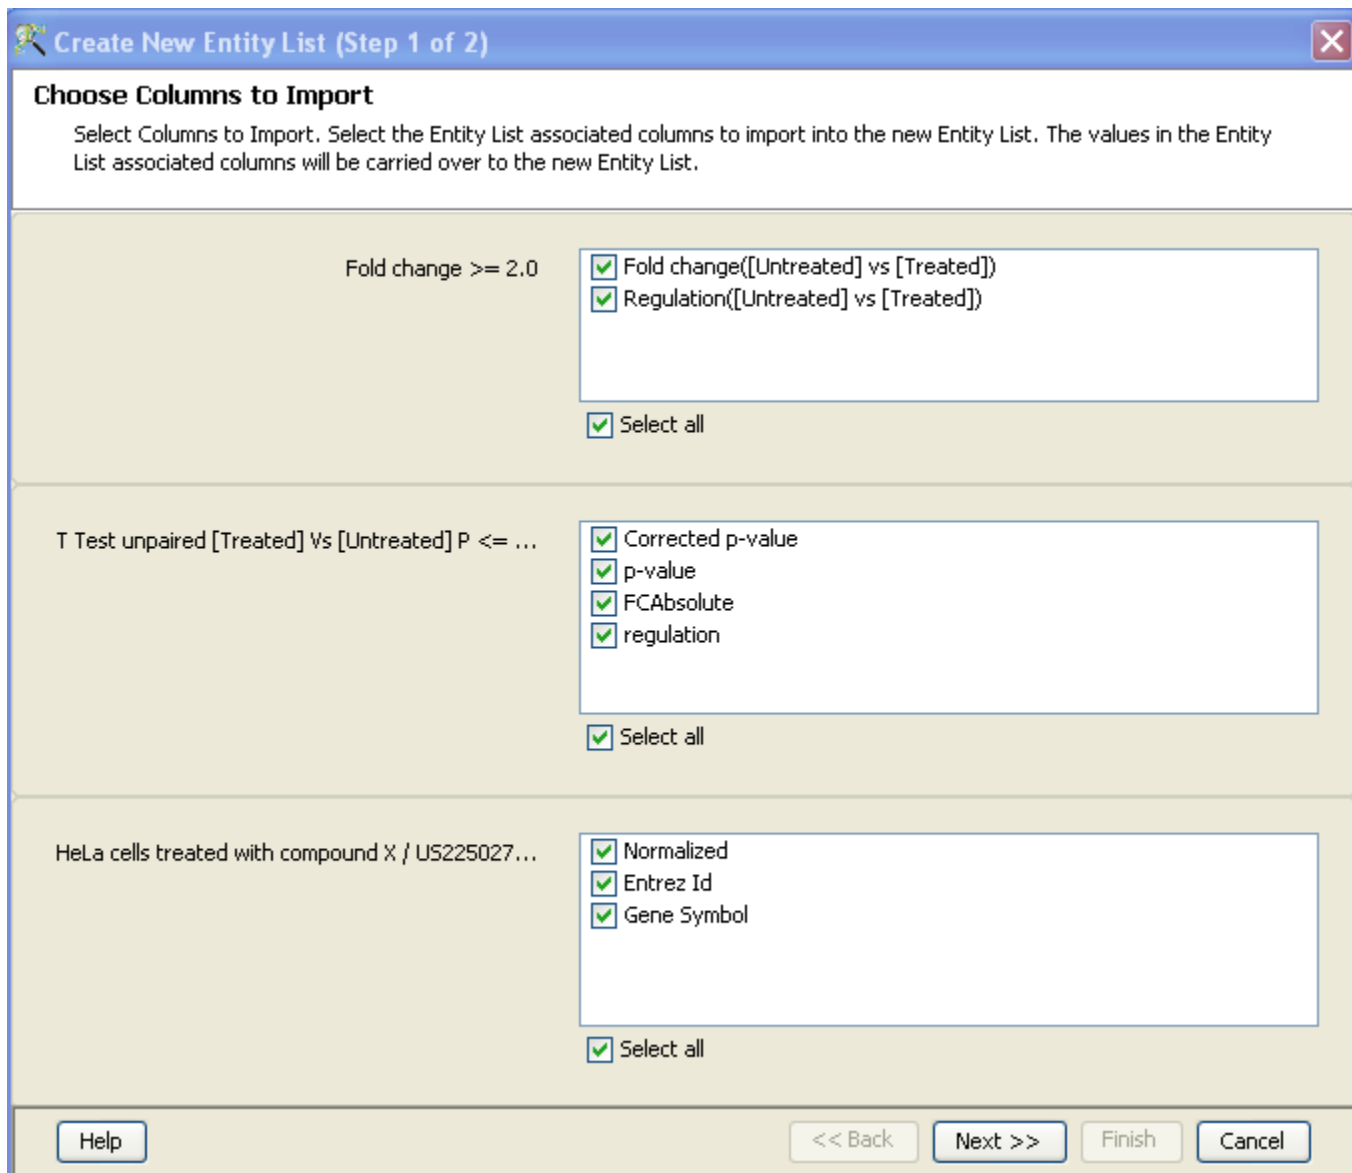 Create New Entity List (Step 1 of 2)
Choose Columns to Import
Select Columns to Import. Select the Entity List associated columns to import into the new Entity List. The values in the Entity
List associated columns will be carried over to the new Entity List.
Fold change >= 2.0
Fold change([Untreated] vs [Treated])
Regulation([Untreated] vs [Treated])
Select all
T Test unpaired [Treated] Vs [Untreated] P <= ...
Corrected p-value
p-value
FCAbsolute
regulation
Select all
HeLa cells treated with compound X / US225027...
Normalized
Entrez Id
Gene Symbol
Select all
Help
<< Back
Next >>
Finish
Cancel